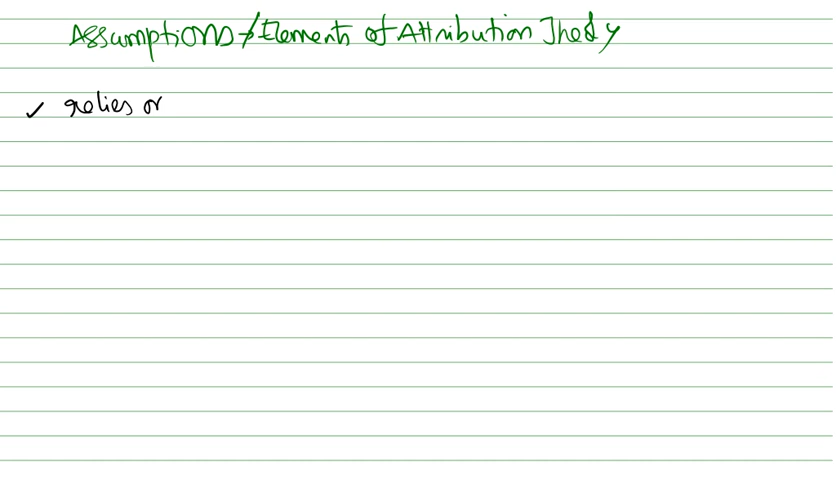 Assumptions/Elements of Attribution Theory
✓ relies or